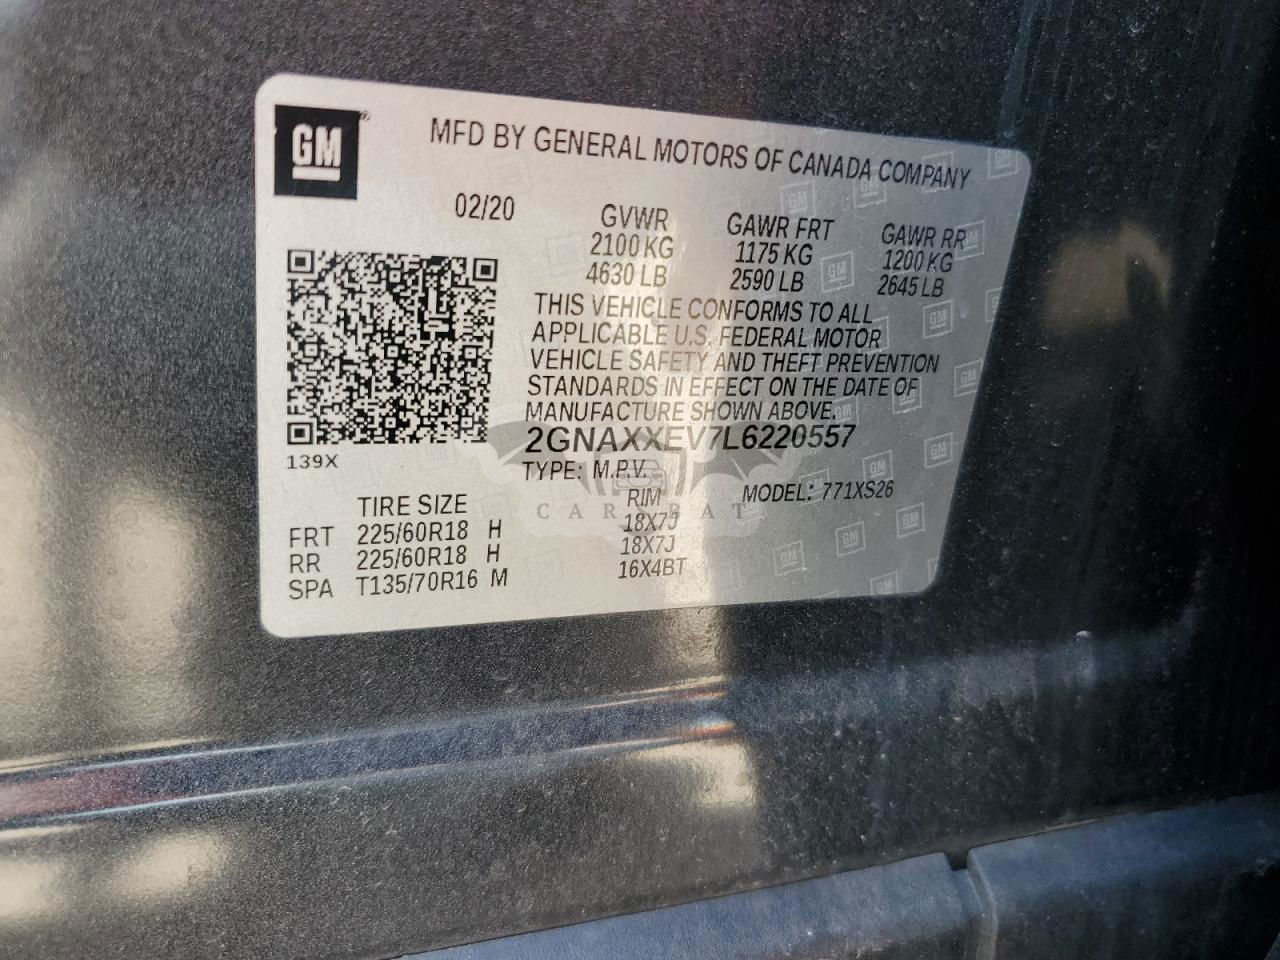 GM
MFD BY GENERAL MOTORS OF CANADA COMPANY
02/20
GVWR GAWR FRT GAWR RR
2100 KG 1175 KG 1200 KG
4630 LB 2590 LB 2645 LB
THIS VEHICLE CONFORMS TO ALL
APPLICABLE U.S. FEDERAL MOTOR
VEHICLE SAFETY AND THEFT PREVENTION
STANDARDS IN EFFECT ON THE DATE OF
MANUFACTURE SHOWN ABOVE.
2GNAXXEV7L6220557
139X
TYPE: M.P.V. MODEL: 771XS26
TIRE SIZE RIM
FRT 225/60R18 H 18X7J
RR 225/60R18 H 18X7J
SPA T135/70R16 M 16X4BT
CARSBAT